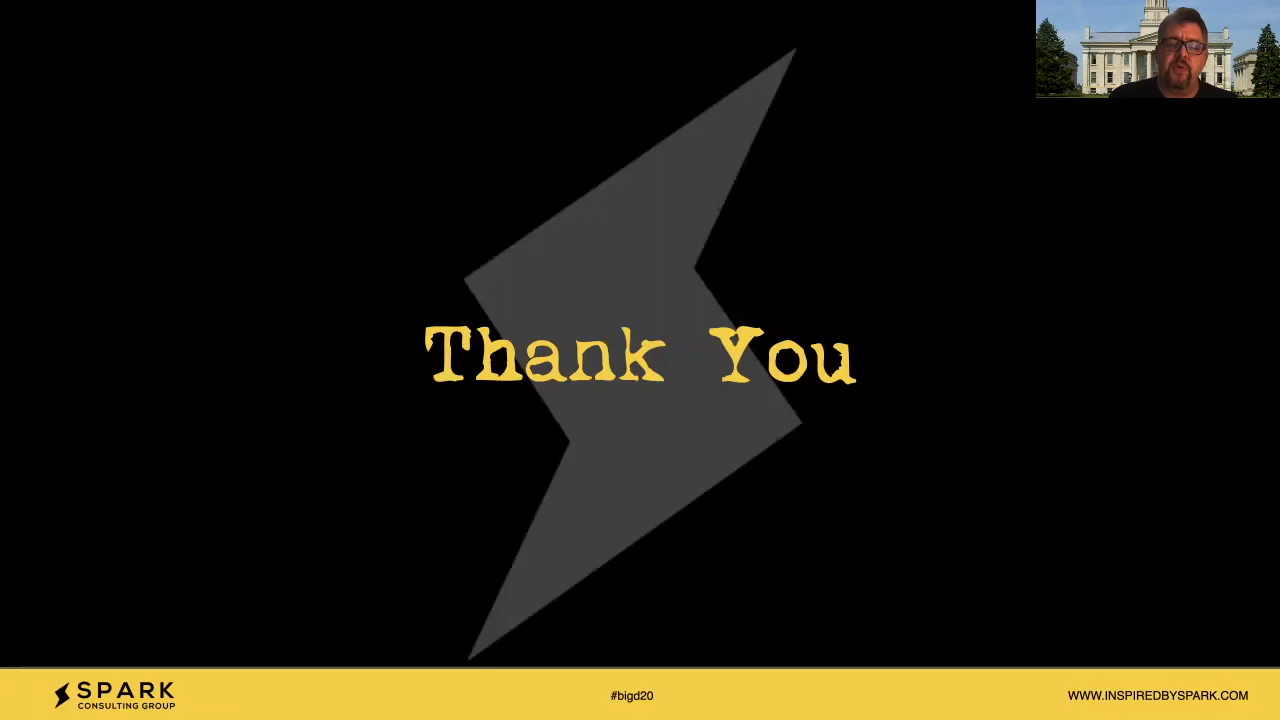 Thank You
SPARK
CONSULTING GROUP
#bigd20
WWW.INSPIREDBYSPARK.COM